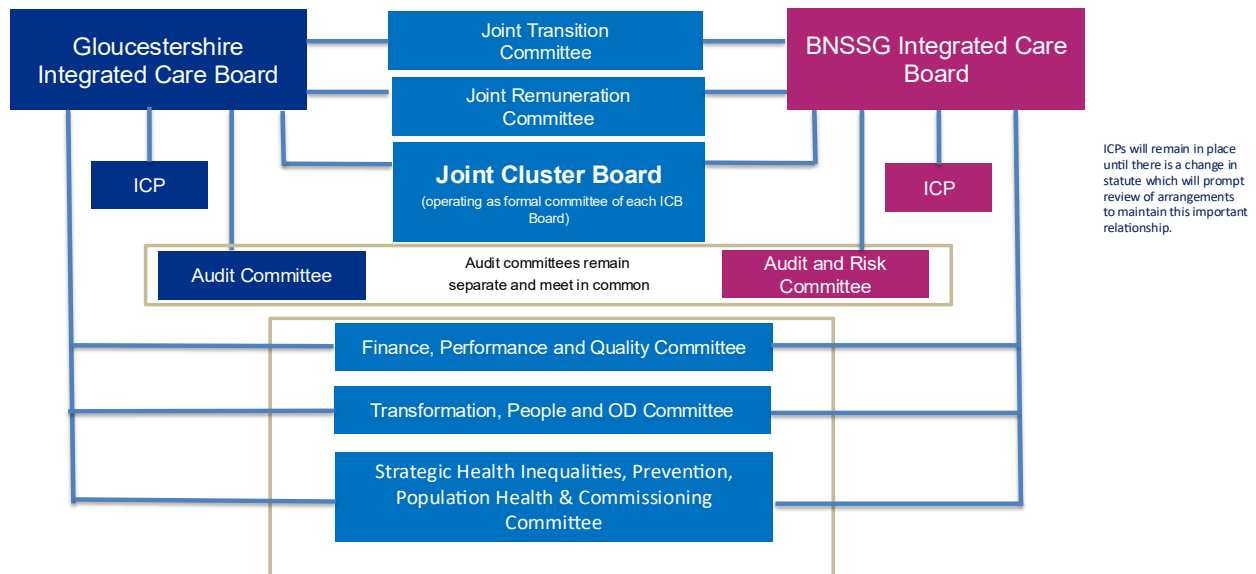 Gloucestershire
Integrated Care Board
Joint Transition
Committee
BNSSG Integrated Care
Board
Joint Remuneration
Committee
ICP
Joint Cluster Board
(operating as formal committee of each ICB
Board)
ICP
ICPs will remain in place
until there is a change in
statute which will prompt
review of arrangements
to maintain this important
relationship.
Audit Committee
Audit committees remain
separate and meet in common
Audit and Risk
Committee
Finance, Performance and Quality Committee
Transformation, People and OD Committee
Strategic Health Inequalities, Prevention,
Population Health & Commissioning
Committee